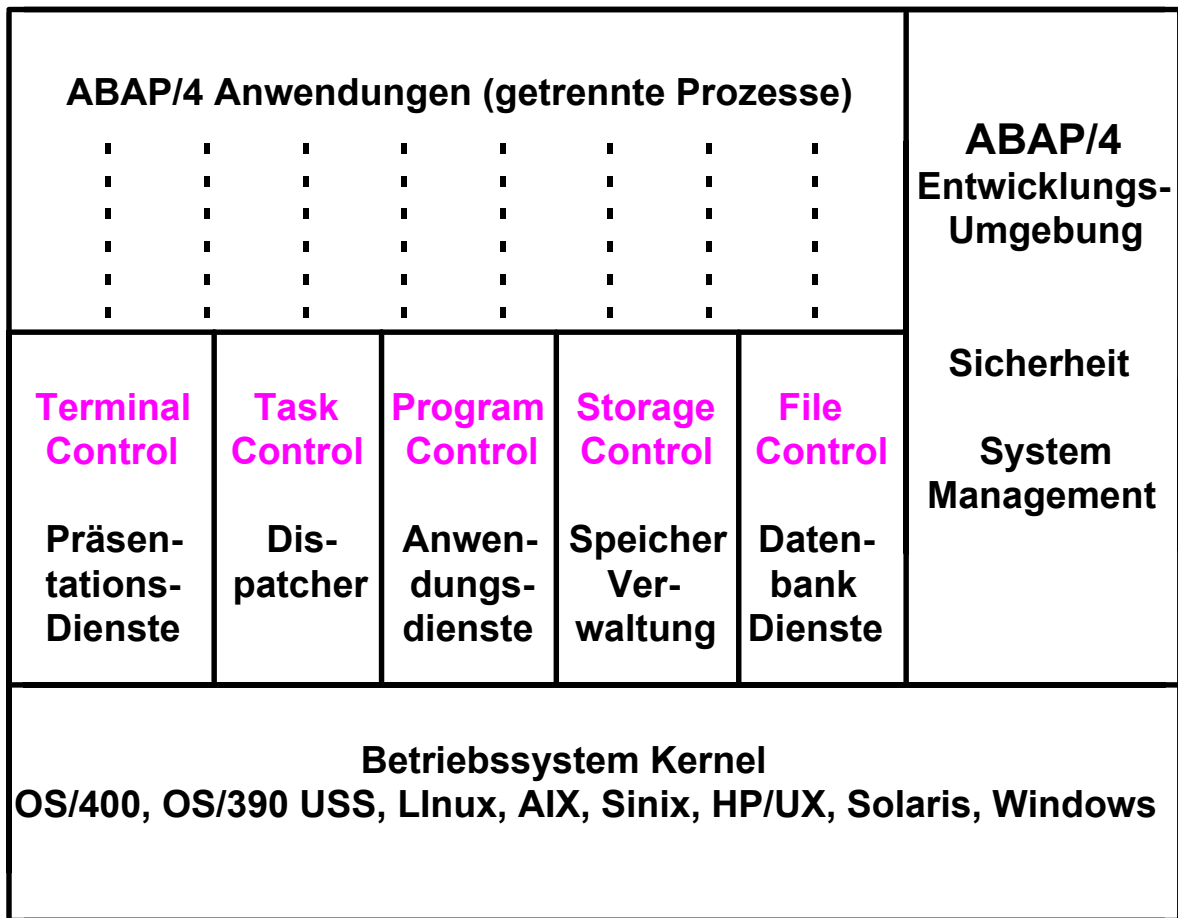 ABAP/4 Anwendungen (getrennte Prozesse)
ABAP/4
Entwicklungs-
Umgebung
Sicherheit
System
Management
Terminal
Control
Präsen-
tations-
Dienste
Task
Control
Dis-
patcher
Program
Control
Anwen-
dungs-
dienste
Storage
Control
Speicher
Ver-
waltung
File
Control
Daten-
bank
Dienste
Betriebssystem Kernel
OS/400, OS/390 USS, LInux, AIX, Sinix, HP/UX, Solaris, Windows